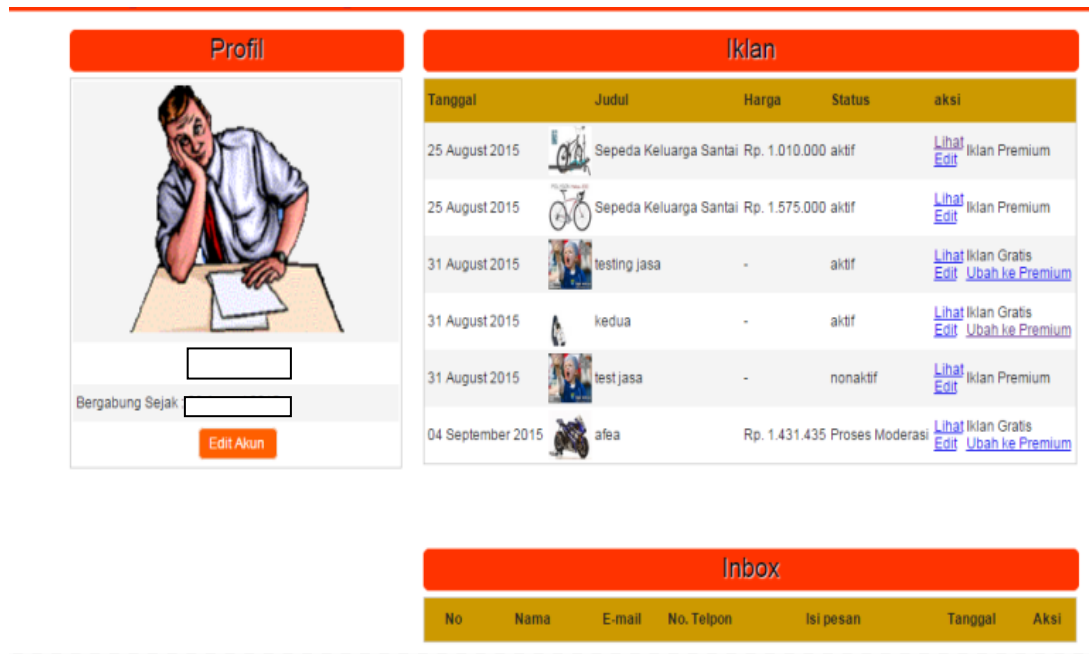 Profil
Bergabung Sejak :
Edit Akun
Iklan
Tanggal Judul Harga Status aksi
25 August 2015 Sepeda Keluarga Santai Rp. 1.010.000 aktif Lihat Iklan Premium
Edit
25 August 2015 Sepeda Keluarga Santai Rp. 1.575.000 aktif Lihat Iklan Premium
Edit
31 August 2015 testing jasa - aktif Lihat Iklan Gratis
Edit Ubah ke Premium
31 August 2015 kedua - aktif Lihat Iklan Gratis
Edit Ubah ke Premium
31 August 2015 test jasa nonaktif Lihat Iklan Premium
Edit
04 September 2015 afea Rp. 1.431.435 Proses Moderasi Lihat Iklan Gratis
Edit Ubah ke Premium
Inbox
No Nama E-mail No. Telpon Isi pesan Tanggal Aksi